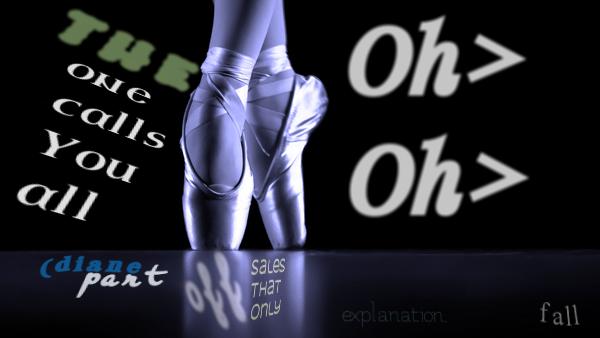 THE
one
calls
You
all
Oh>
Oh>
(diane
part
off
Sales
That
Only
explanation.
fall